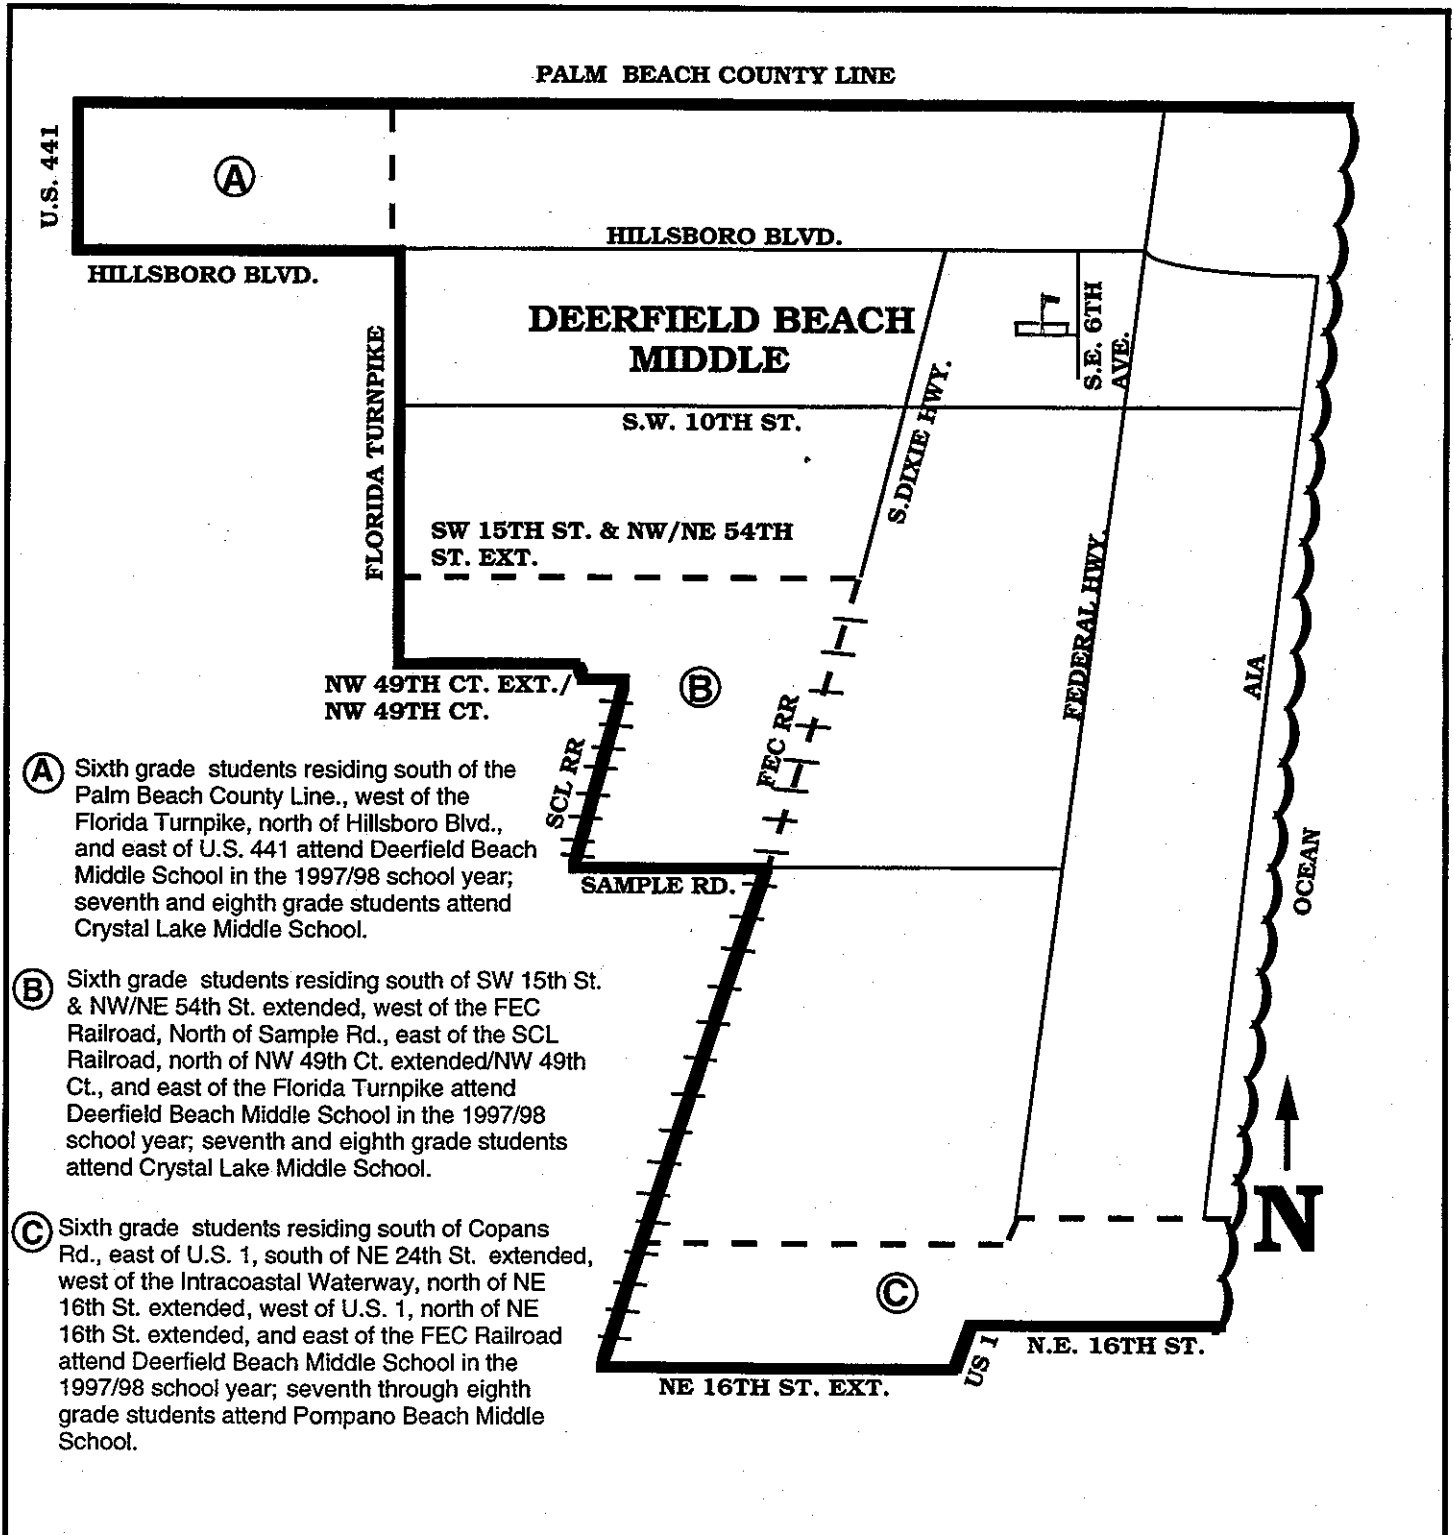 PALM BEACH COUNTY LINE
U.S. 441
A
HILLSBORO BLVD.
HILLSBORO BLVD.
DEERFIELD BEACH
MIDDLE
S.E. 6TH
AVE.
FLORIDA TURNPIKE
S.W. 10TH ST.
S.DIXIE HWY.
SW 15TH ST. & NW/NE 54TH
ST. EXT.
FEDERAL HWY.
A1A
NW 49TH CT. EXT./
NW 49TH CT.
B
FEC RR
SCL RR
OCEAN
SAMPLE RD.
A Sixth grade students residing south of the
Palm Beach County Line., west of the
Florida Turnpike, north of Hillsboro Blvd.,
and east of U.S. 441 attend Deerfield Beach
Middle School in the 1997/98 school year;
seventh and eighth grade students attend
Crystal Lake Middle School.
B Sixth grade students residing south of SW 15th St.
& NW/NE 54th St. extended, west of the FEC
Railroad, North of Sample Rd., east of the SCL
Railroad, north of NW 49th Ct. extended/NW 49th
Ct., and east of the Florida Turnpike attend
Deerfield Beach Middle School in the 1997/98
school year; seventh and eighth grade students
attend Crystal Lake Middle School.
C Sixth grade students residing south of Copans
Rd., east of U.S. 1, south of NE 24th St. extended,
west of the Intracoastal Waterway, north of NE
16th St. extended, west of U.S. 1, north of NE
16th St. extended, and east of the FEC Railroad
attend Deerfield Beach Middle School in the
1997/98 school year; seventh through eighth
grade students attend Pompano Beach Middle
School.
N
C
US 1
N.E. 16TH ST.
NE 16TH ST. EXT.